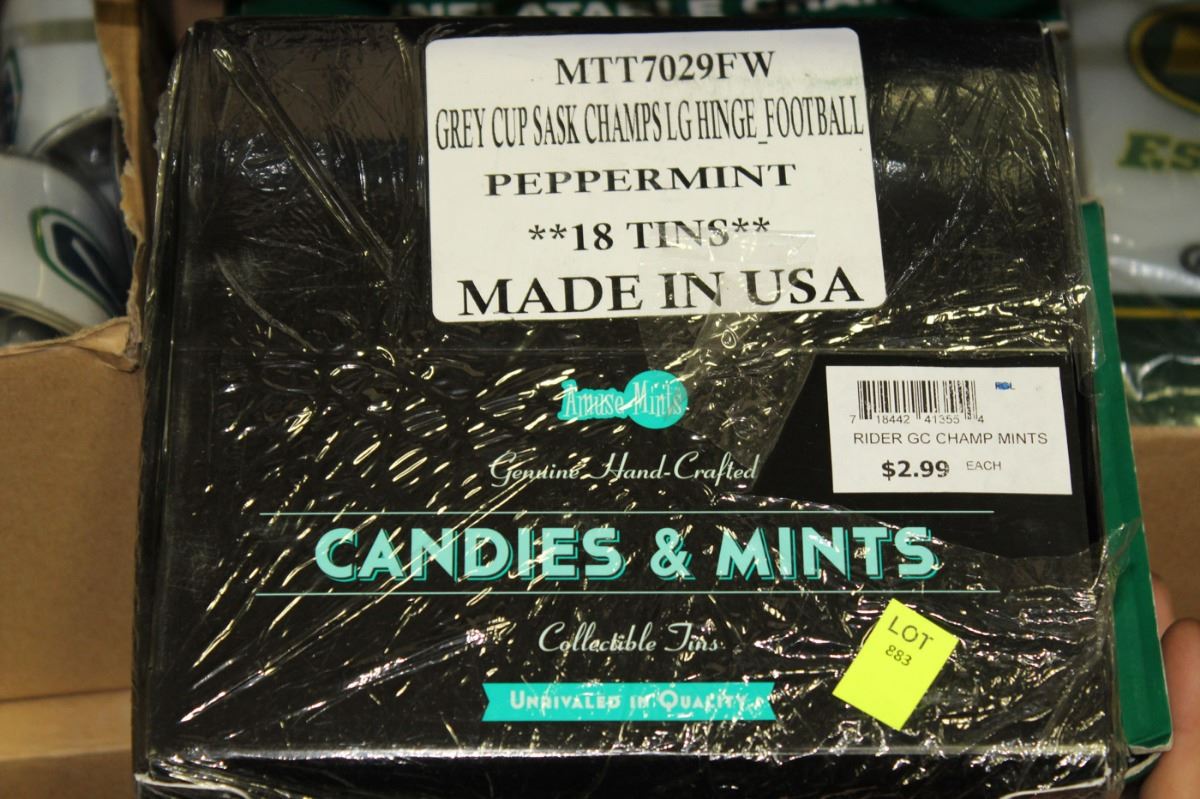 MTT7029FW
GREY CUP SASK CHAMPS LG HINGE_FOOTBALL
PEPPERMINT
**18 TINS**
MADE IN USA
Amuse Mints
7 18442 41355 4
RGL
RIDER GC CHAMP MINTS
$2.99 EACH
Genuine Hand-Crafted
CANDIES & MINTS
Collectible Tins
UNRIVALED IN QUALITY
LOT
883